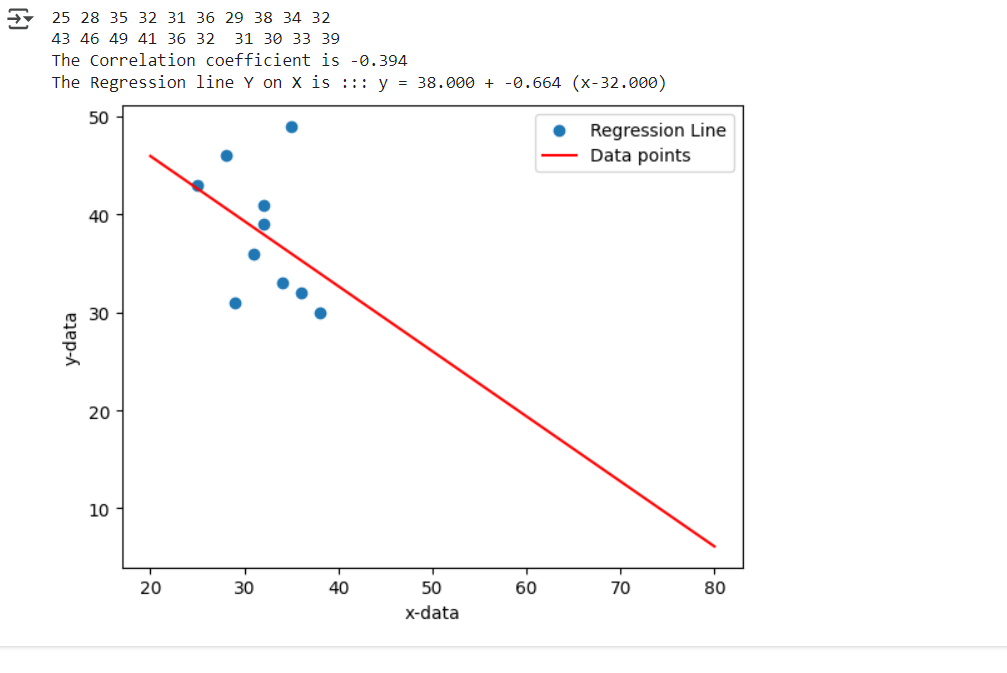 25 28 35 32 31 36 29 38 34 32
43 46 49 41 36 32  31 30 33 39
The Correlation coefficient is -0.394
The Regression line Y on X is ::: y = 38.000 + -0.664 (x-32.000)
Regression Line
Data points
50
40
30
20
10
y-data
20 30 40 50 60 70 80
x-data